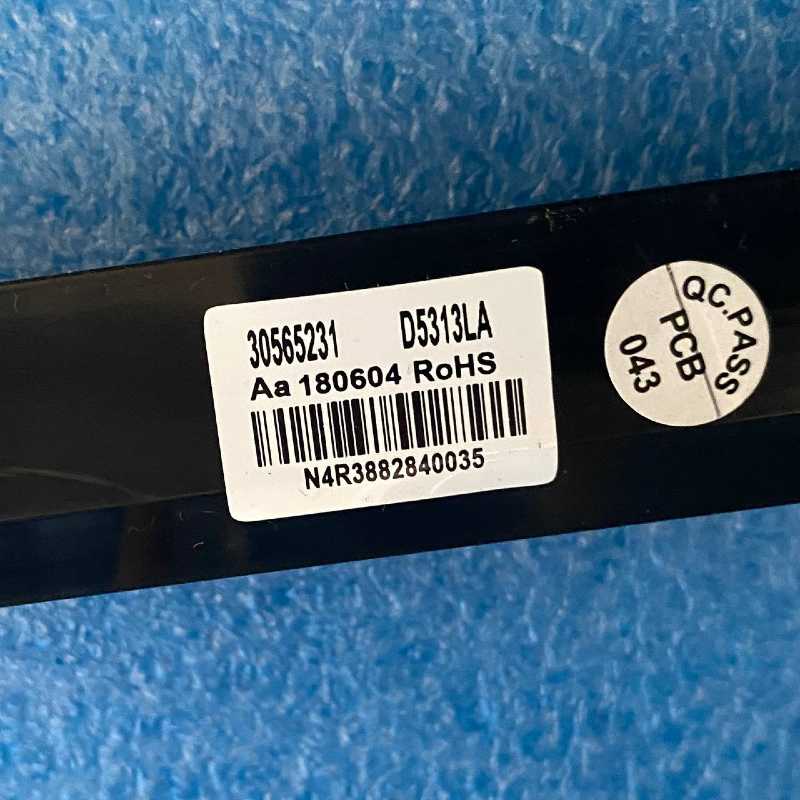 30565231 D5313LA
Aa 180604 RoHS
N4R3882840035
QC.PASS
PCB
043